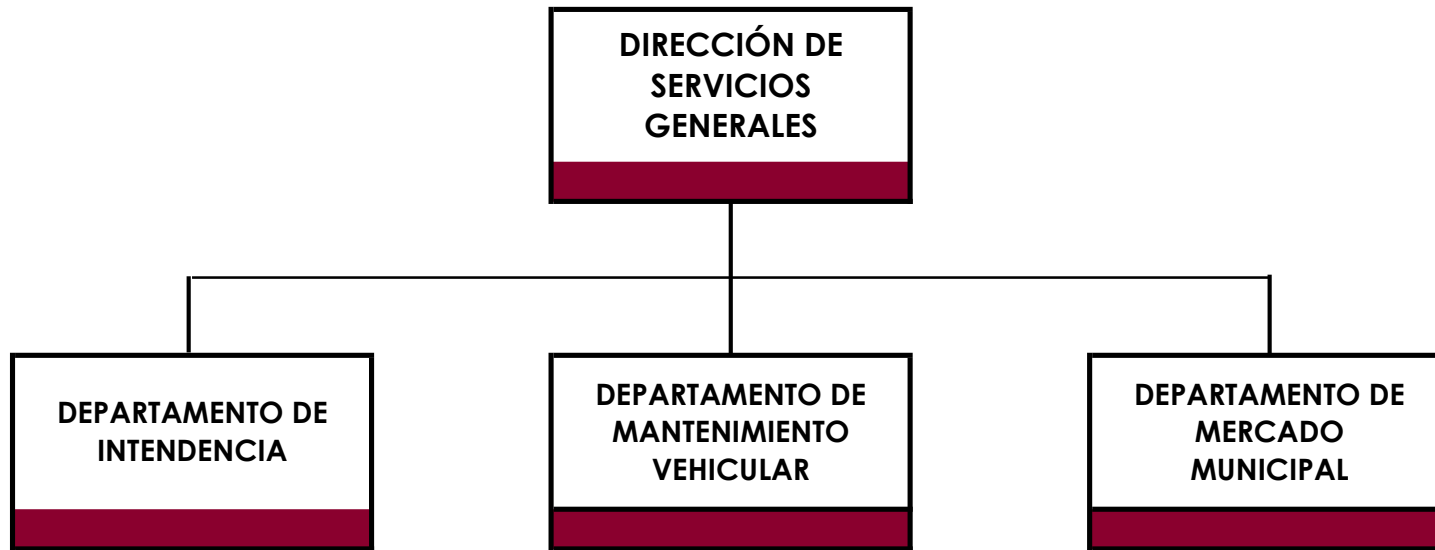 DIRECCIÓN DE
SERVICIOS
GENERALES
DEPARTAMENTO DE
INTENDENCIA
DEPARTAMENTO DE
MANTENIMIENTO
VEHICULAR
DEPARTAMENTO DE
MERCADO
MUNICIPAL